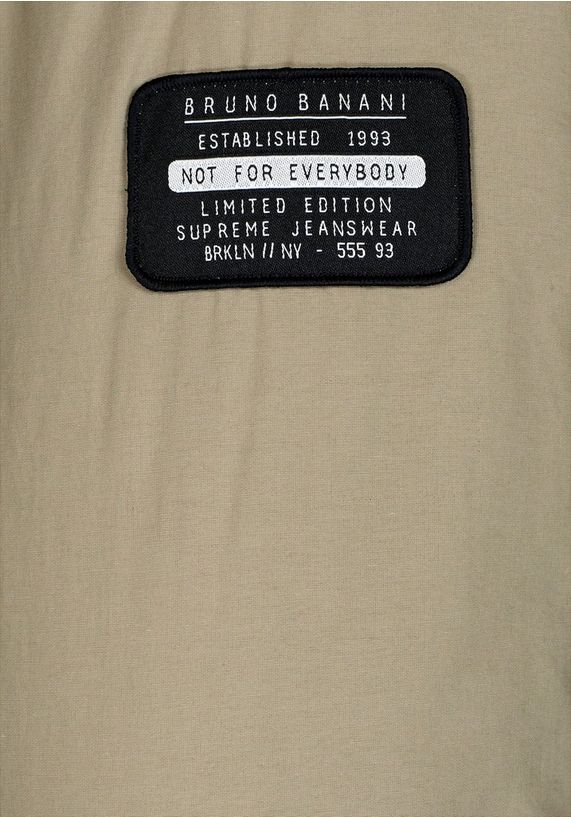 BRUNO BANANI
ESTABLISHED 1993
NOT FOR EVERYBODY
LIMITED EDITION
SUPREME JEANSWEAR
BRKLN // NY - 555 93